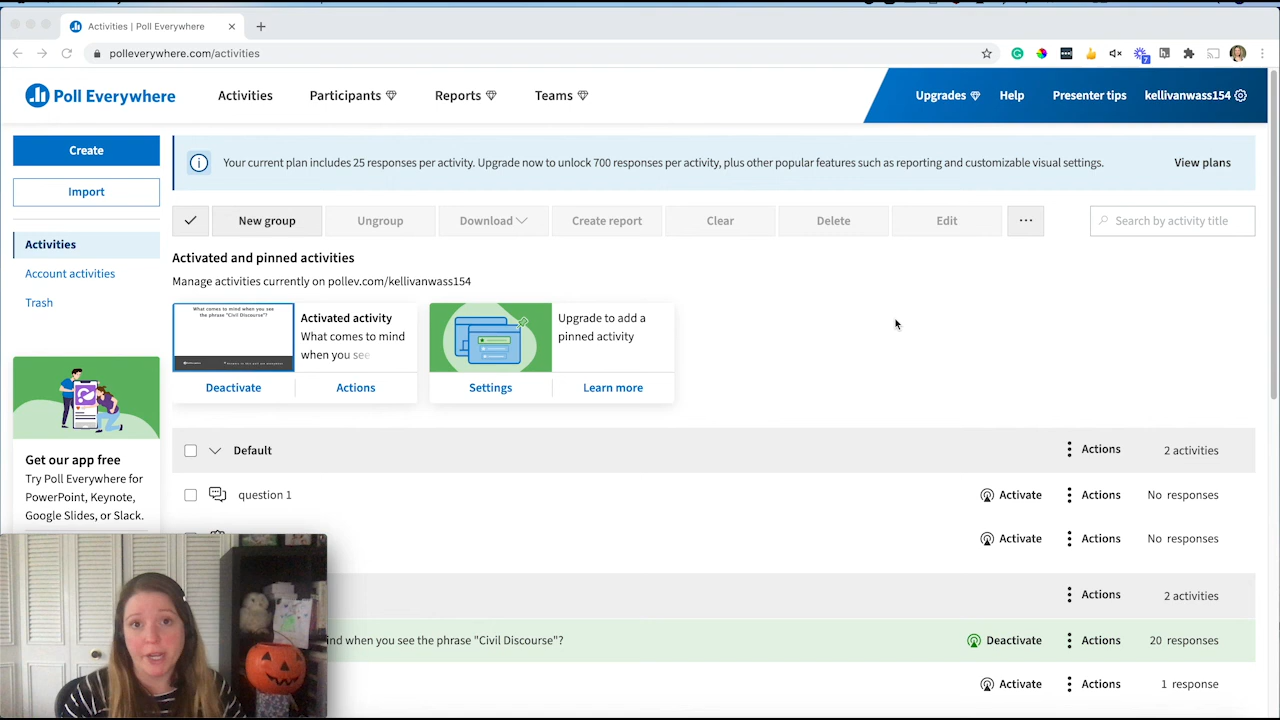 Activities | Poll Everywhere
polleverywhere.com/activities
7
Poll Everywhere
Activities
Participants
Reports
Teams
Upgrades
Help
Presenter tips
kellivanwass154
Create
Import
Activities
Account activities
Trash
Your current plan includes 25 responses per activity. Upgrade now to unlock 700 responses per activity, plus other popular features such as reporting and customizable visual settings.
View plans
New group
Ungroup
Download
Create report
Clear
Delete
Edit
Search by activity title
Activated and pinned activities
Manage activities currently on pollev.com/kellivanwass154
What comes to mind when you see
the phrase "Civil Discourse"?
Activated activity
What comes to mind
when you see
Deactivate
Actions
Upgrade to add a
pinned activity
Settings
Learn more
Get our app free
Try Poll Everywhere for
PowerPoint, Keynote,
Google Slides, or Slack.
Default
Actions
2 activities
question 1
Activate
Actions
No responses
Activate
Actions
No responses
Actions
2 activities
when you see the phrase "Civil Discourse"?
Deactivate
Actions
20 responses
Activate
Actions
1 response